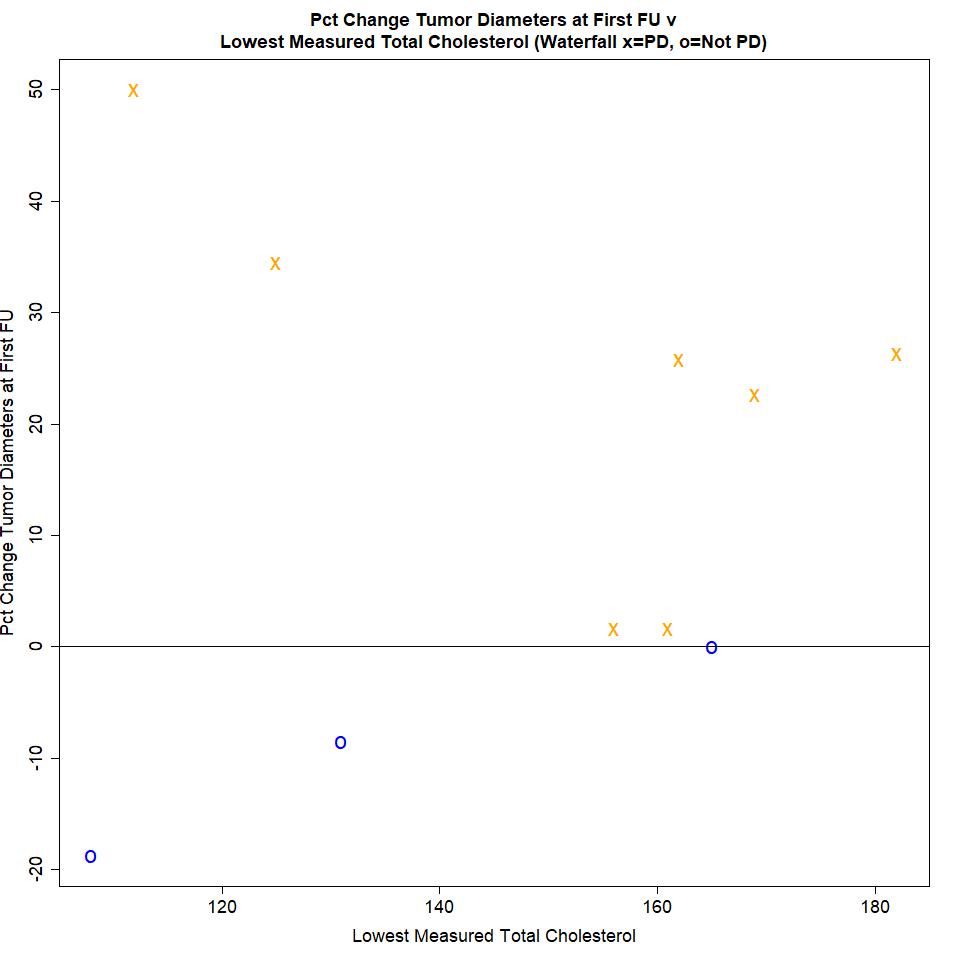 Pct Change Tumor Diameters at First FU v
Lowest Measured Total Cholesterol (Waterfall x=PD, o=Not PD)
Pct Change Tumor Diameters at First FU
50
40
30
20
10
0
-10
-20
X
X
X
X
X
X
X
O
O
O
120
140
160
180
Lowest Measured Total Cholesterol